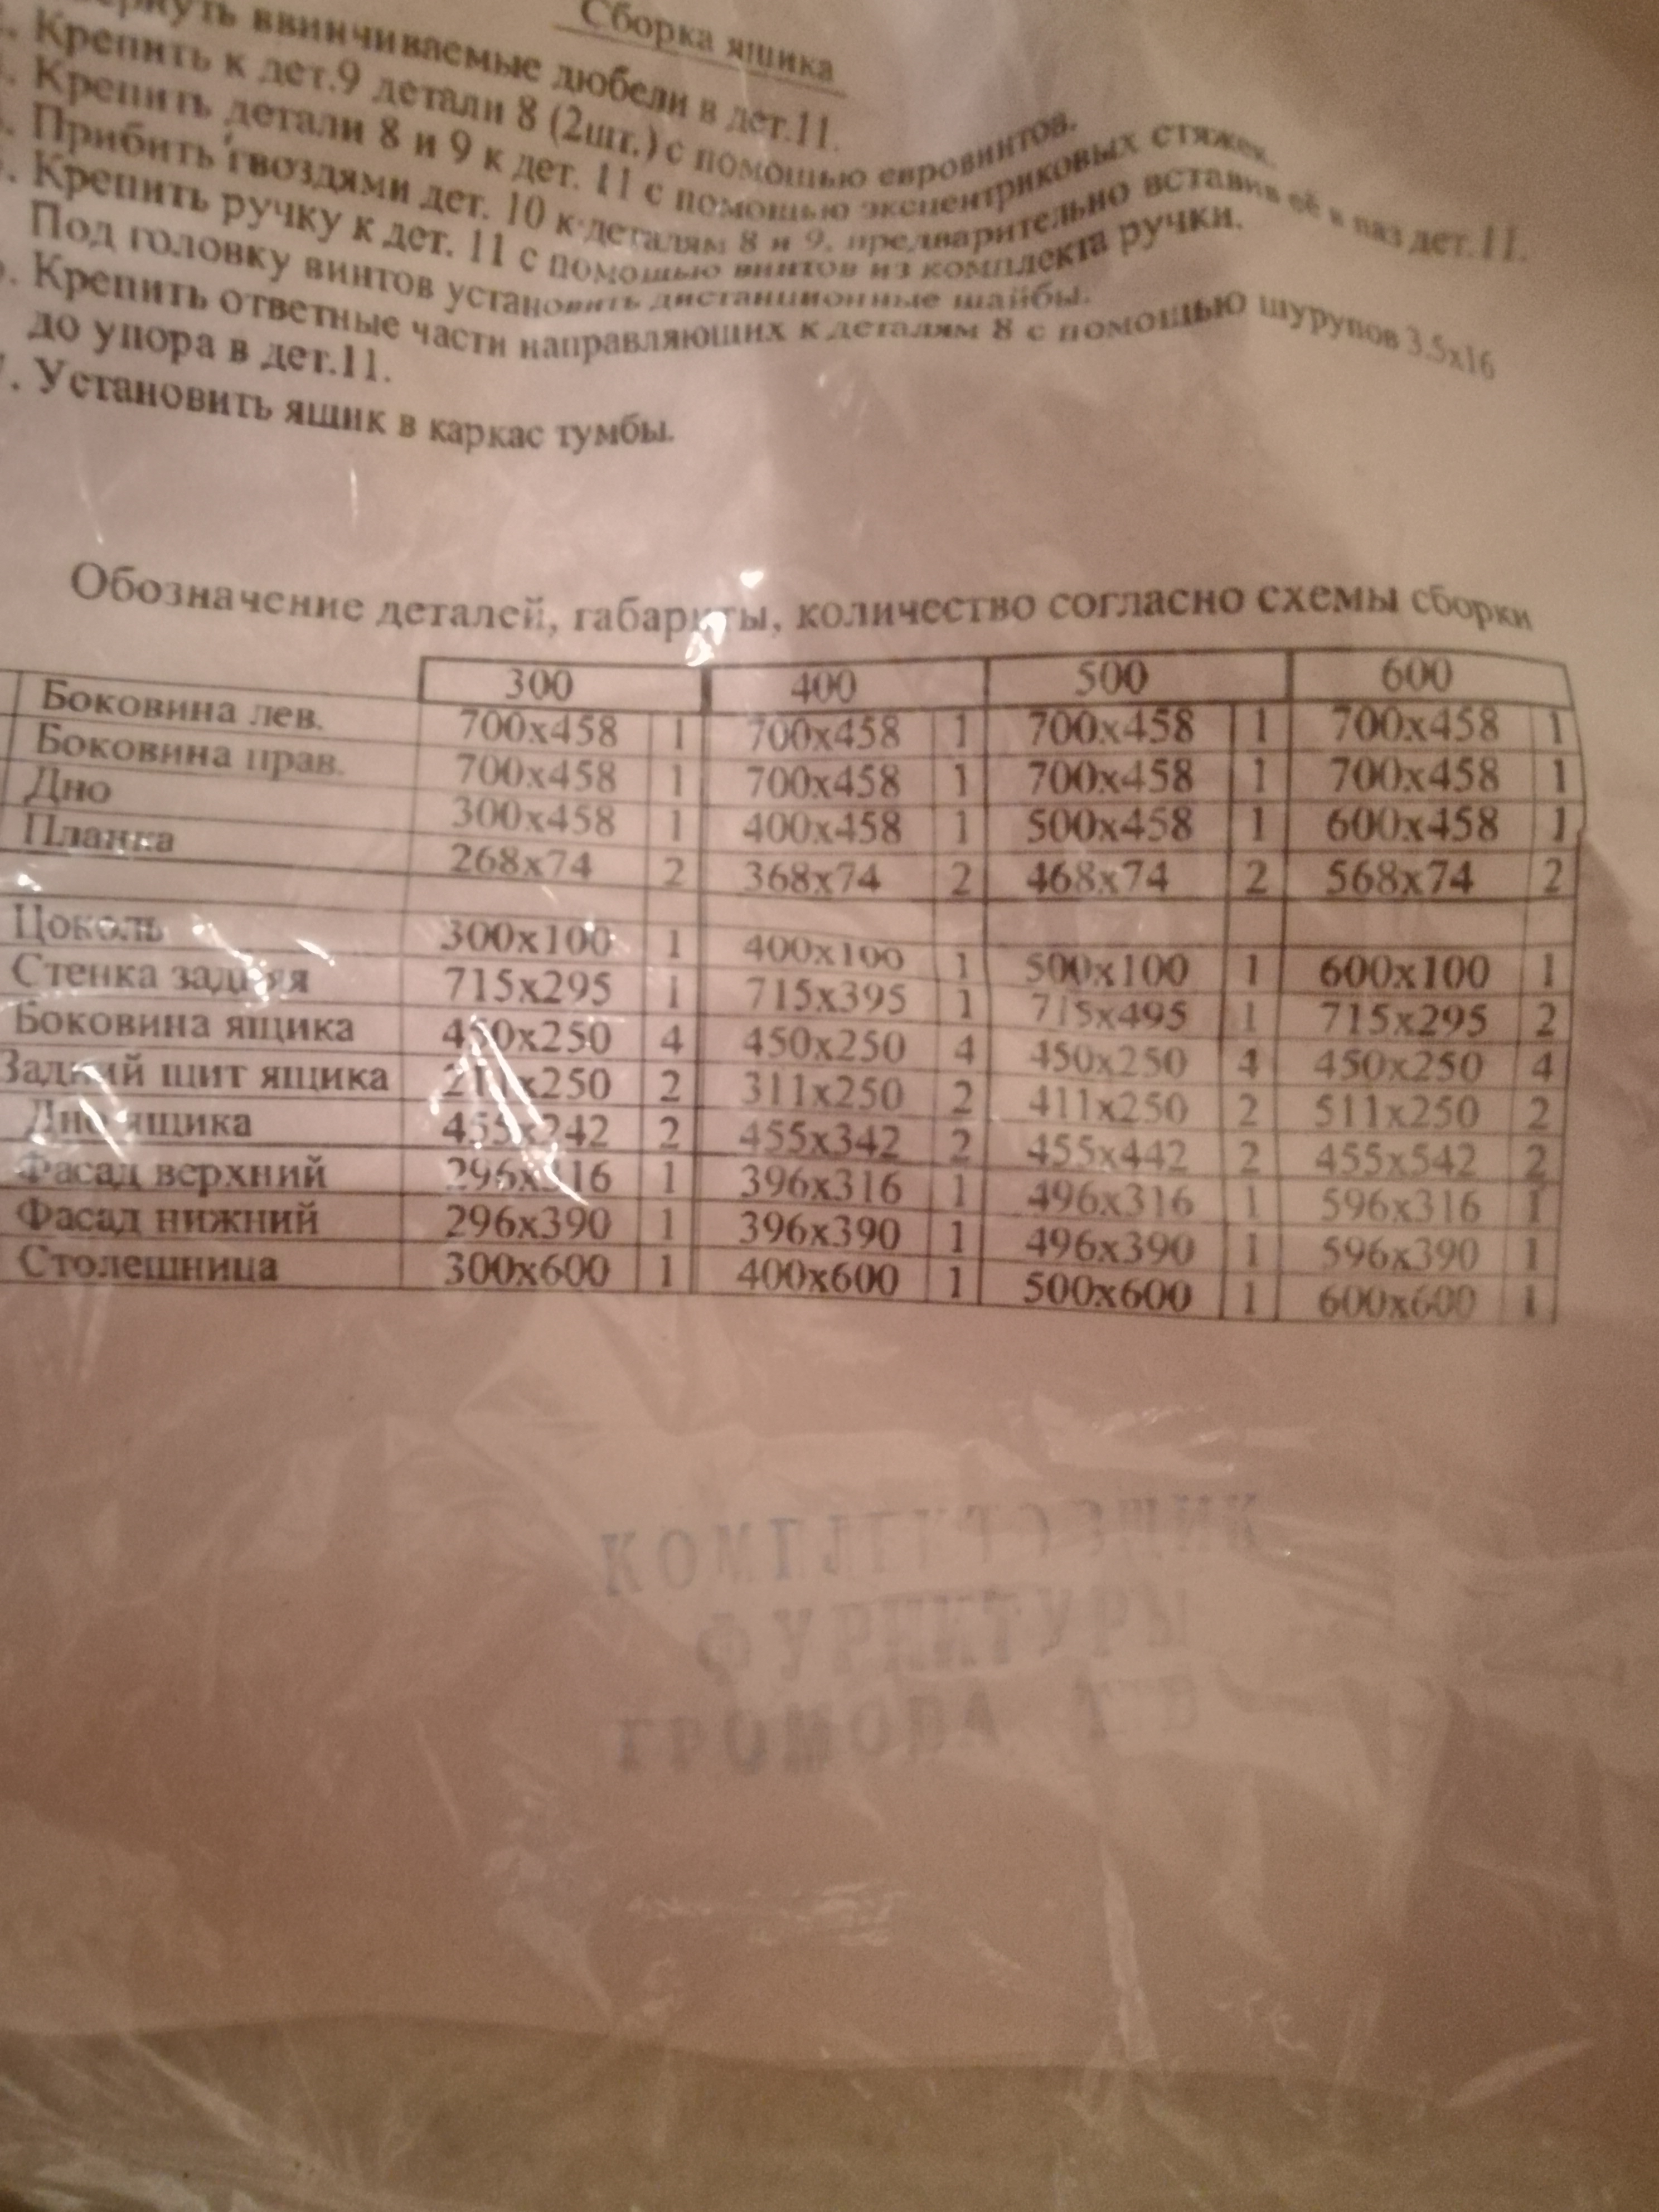 Сборка ящика
ввинчиваемые дюбели в дет.11.
. Крепить к дет.9 детали 8 (2шт.) с помощью евровинтов.
. Крепить детали 8 и 9 к дет. 11 с помощью эксцентриковых стяжек.
. Прибить гвоздями дет. 10 к деталям 8 и 9, предварительно вставив её в паз дет.11.
. Крепить ручку к дет. 11 с помощью винтов из комплекта ручки.
Под головку винтов установить дистанционные шайбы.
. Крепить ответные части направляющих к деталям 8 с помощью шурупов 3.5х16
до упора в дет.11.
. Установить ящик в каркас тумбы.
Обозначение деталей, габариты, количество согласно схемы сборки
300 400 500 600
Боковина лев. 700х458 1 700х458 1 700х458 1 700х458 1
Боковина прав. 700х458 1 700х458 1 700х458 1 700х458 1
Дно 300х458 1 400х458 1 500х458 1 600х458 1
Планка 268х74 2 368х74 2 468х74 2 568х74 2
Цоколь 300х100 1 400х100 1 500х100 1 600х100 1
Стенка задняя 715х295 1 715х395 1 715х495 1 715х295 2
Боковина ящика 450х250 4 450х250 4 450х250 4 450х250 4
Задний щит ящика 2 311х250 2 411х250 2 511х250 2
Дно ящика 455х242 2 455х342 2 455х442 2 455х542 2
Фасад верхний 296х316 1 396х316 1 496х316 1 596х316 1
Фасад нижний 296х390 1 396х390 1 496х390 1 596х390 1
Столешница 300х600 1 400х600 1 500х600 1 600х600 1
КОМПЛЕКТОВЩИК
ФУРНИТУРЫ
ГРОМОВА